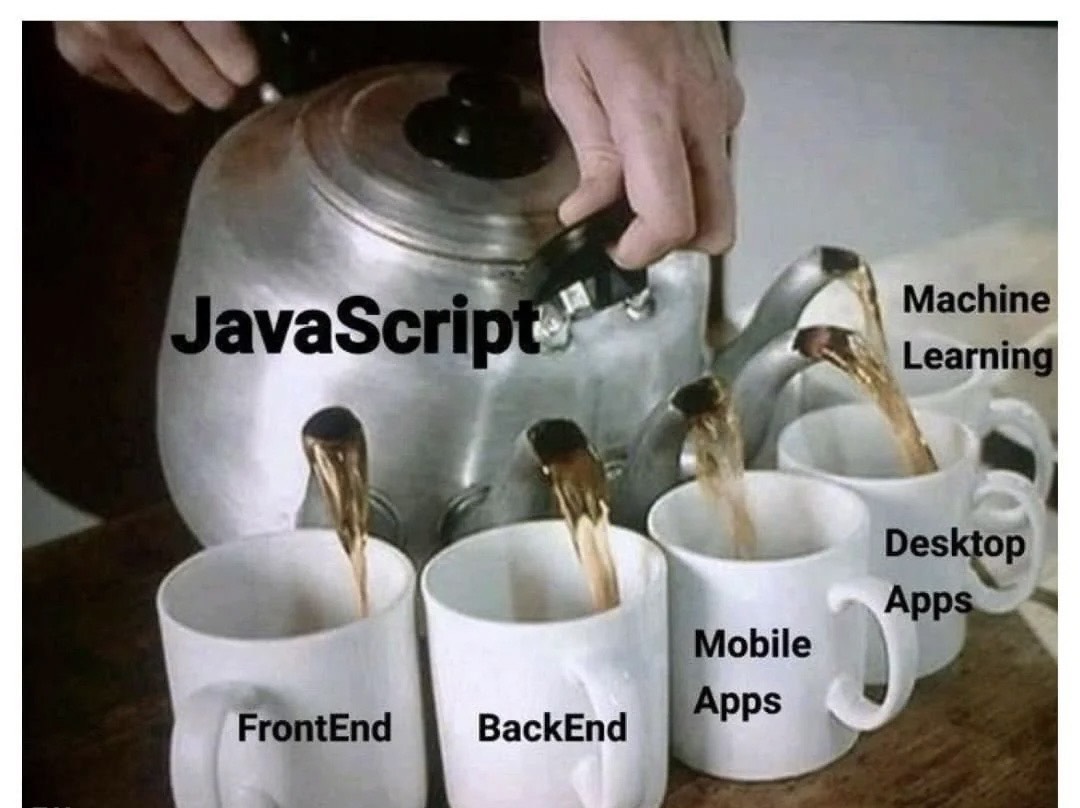 JavaScript
Machine
Learning
Desktop
Apps
Mobile
Apps
FrontEnd
BackEnd